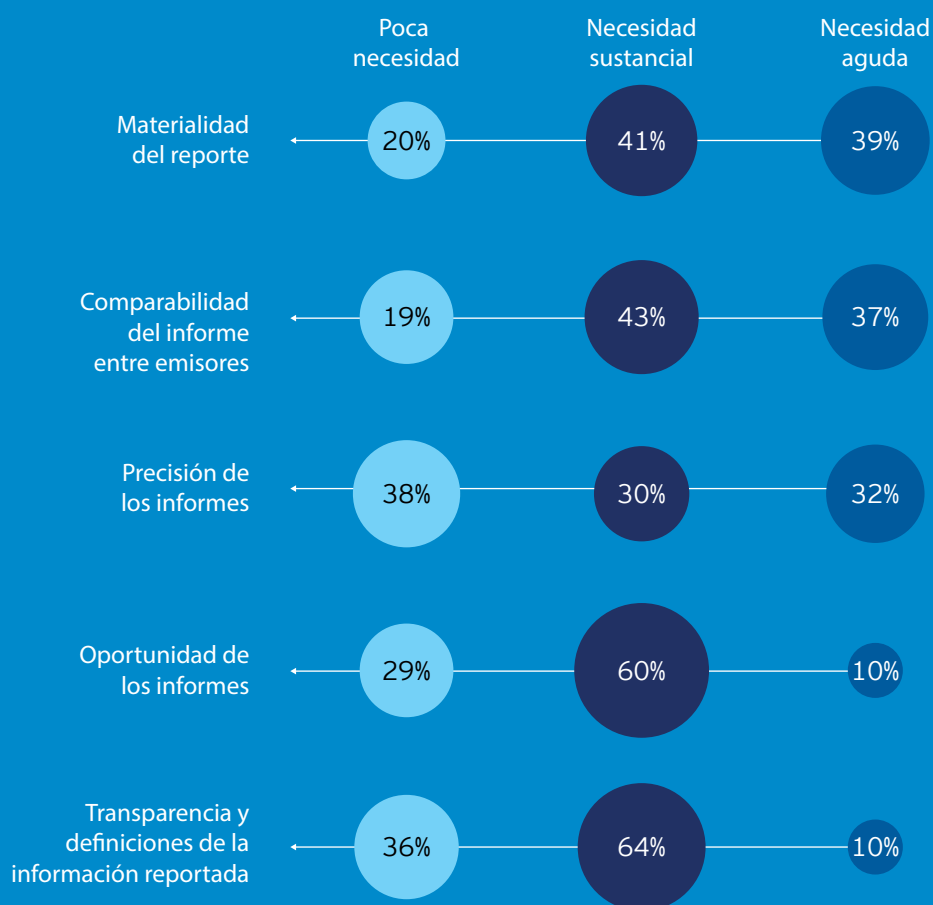 Poca
necesidad
Necesidad
sustancial
Necesidad
aguda
Materialidad
del reporte
20%
41%
39%
Comparabilidad
del informe
entre emisores
19%
43%
37%
Precisión de
los informes
38%
30%
32%
Oportunidad de
los informes
29%
60%
10%
Transparencia y
definiciones de la
información reportada
36%
64%
10%